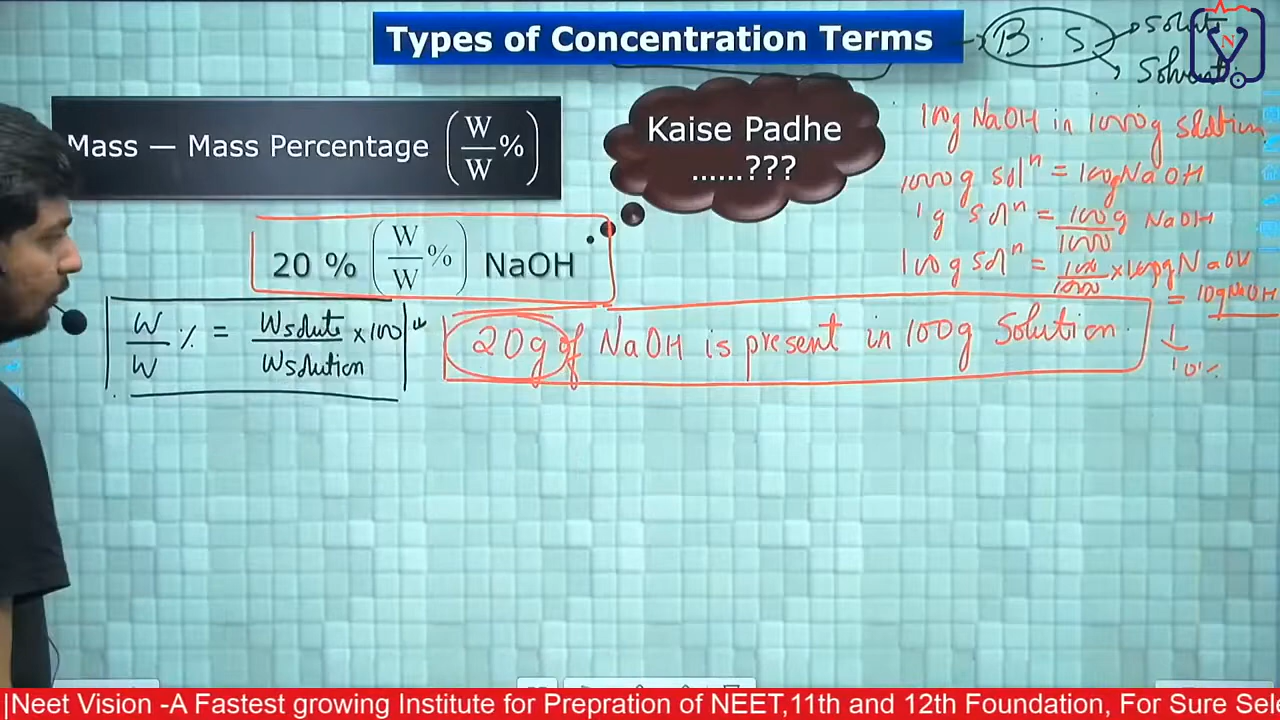 Types of Concentration Terms
B. S
Solute
Solvent
N
Mass — Mass Percentage (W/W %)
Kaise Padhe
......???
100g NaOH in 1000g solution
1000g solⁿ = 100g NaOH
1g solⁿ = 100/1000 g NaOH
100g solⁿ = 100/1000 × 100g NaOH
= 10g NaOH
10%
20 % (W/W %) NaOH
W/W % = Wsolute/Wsolution × 100
20g of NaOH is present in 100g Solution.
|Neet Vision -A Fastest growing Institute for Prepration of NEET,11th and 12th Foundation, For Sure Sele